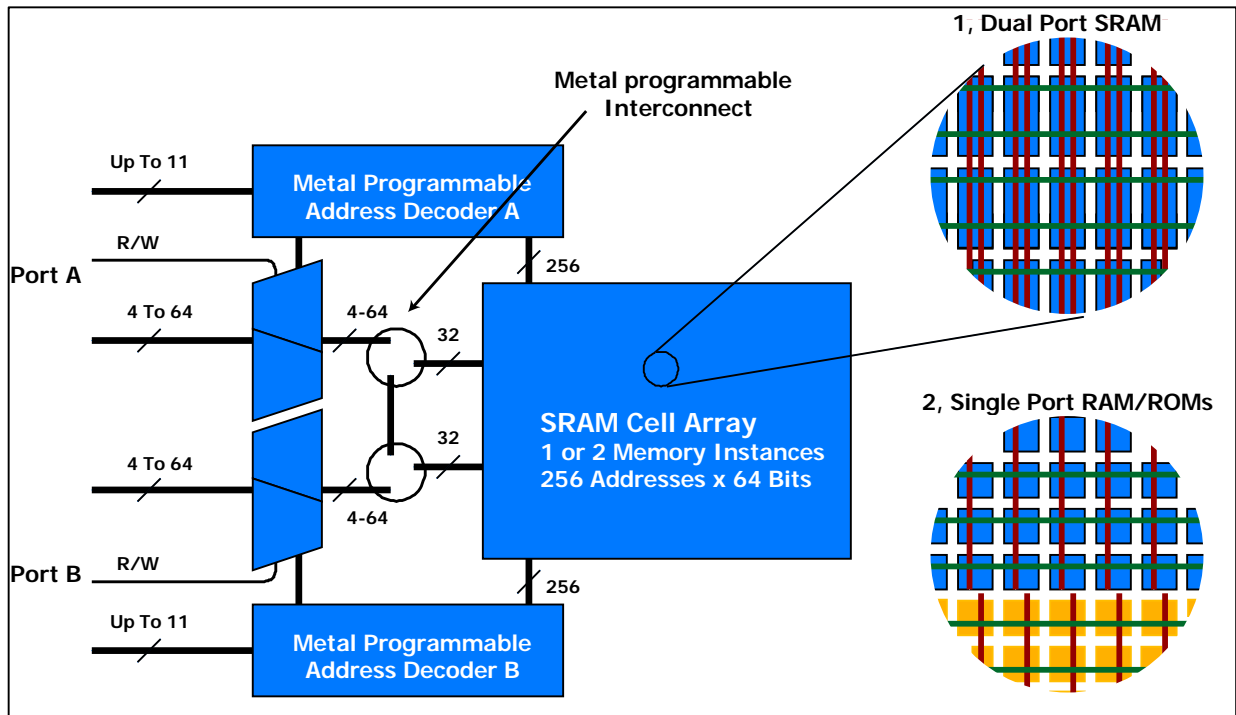 1, Dual Port SRAM
Metal programmable
Interconnect
Up To 11
Metal Programmable
Address Decoder A
R/W
256
Port A
4 To 64
4-64
32
SRAM Cell Array
1 or 2 Memory Instances
256 Addresses x 64 Bits
2, Single Port RAM/ROMs
32
4 To 64
4-64
R/W
Port B
256
Up To 11
Metal Programmable
Address Decoder B